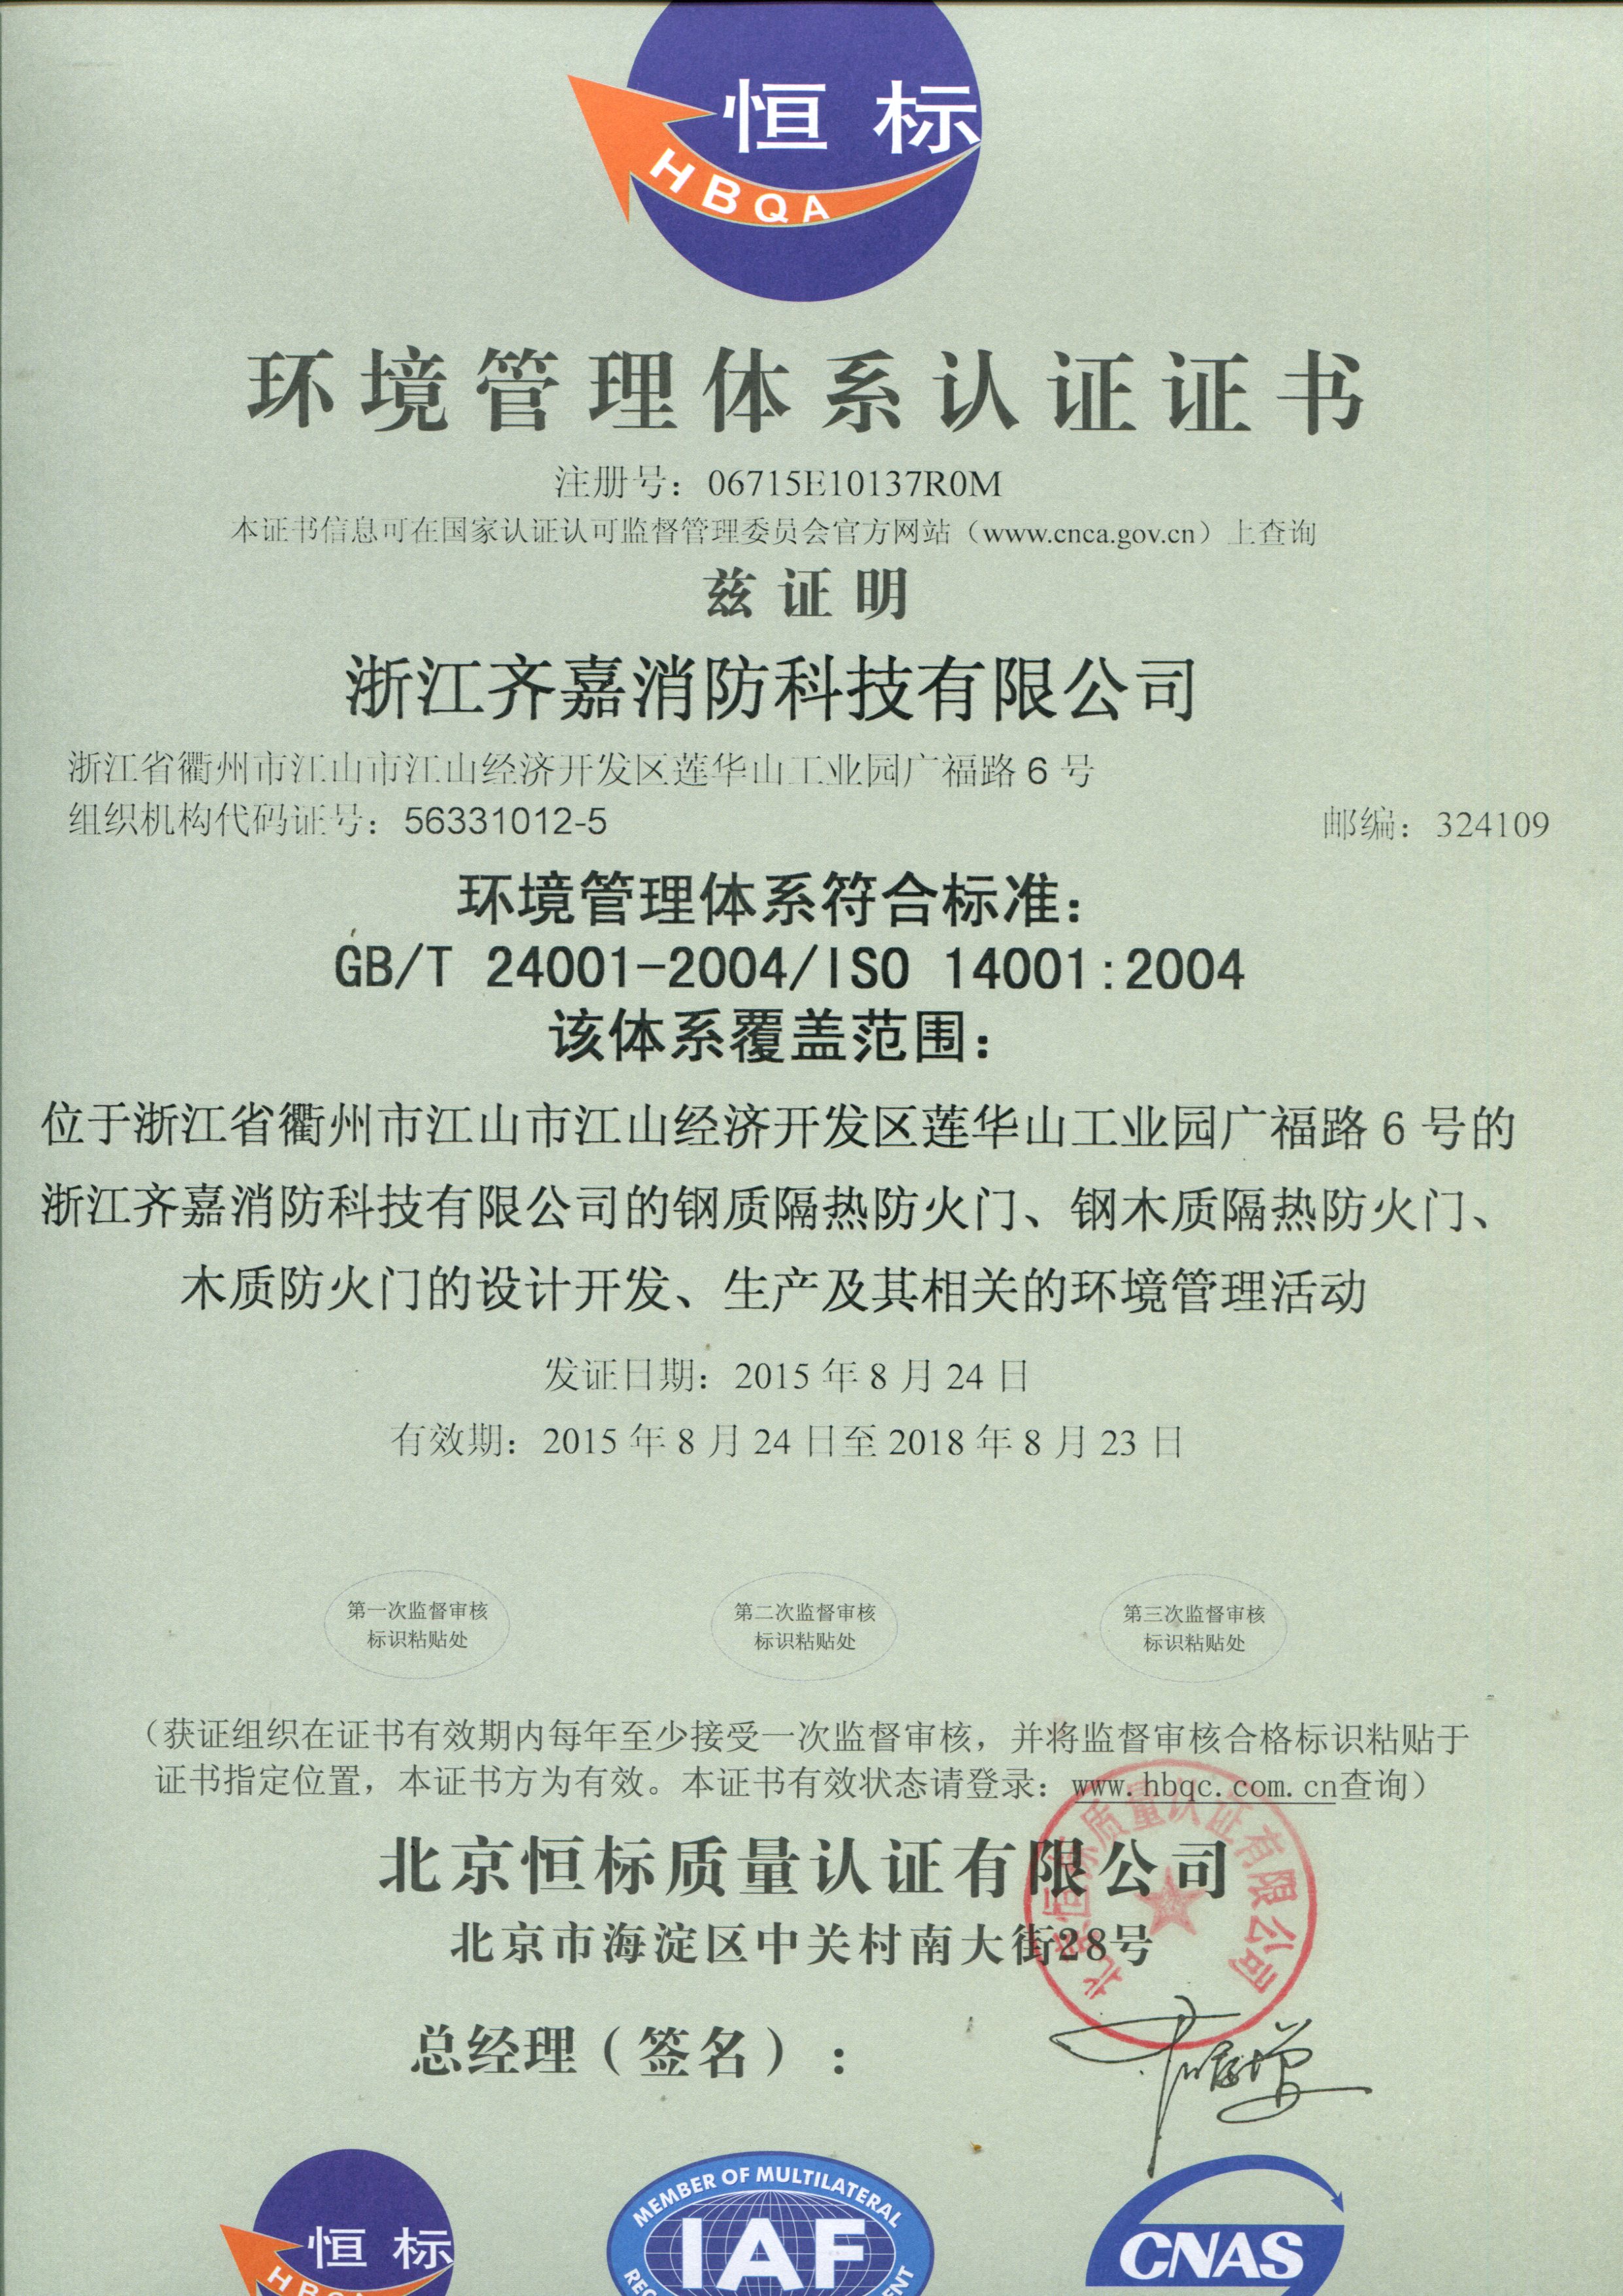 恒 标
HBQA
环境管理体系认证证书
注册号：06715E10137R0M
本证书信息可在国家认证认可监督管理委员会官方网站（www.cnca.gov.cn）上查询
兹证明
浙江齐嘉消防科技有限公司
浙江省衢州市江山市江山经济开发区莲华山工业园广福路 6 号
组织机构代码证号：56331012-5 邮编：324109
环境管理体系符合标准：
GB/T 24001-2004/ISO 14001:2004
该体系覆盖范围：
位于浙江省衢州市江山市江山经济开发区莲华山工业园广福路 6 号的
浙江齐嘉消防科技有限公司的钢质隔热防火门、钢木质隔热防火门、
木质防火门的设计开发、生产及其相关的环境管理活动
发证日期：2015 年 8 月 24 日
有效期：2015 年 8 月 24 日至 2018 年 8 月 23 日
第一次监督审核 第二次监督审核 第三次监督审核
标识粘贴处 标识粘贴处 标识粘贴处
（获证组织在证书有效期内每年至少接受一次监督审核，并将监督审核合格标识粘贴于
证书指定位置，本证书方为有效。本证书有效状态请登录：www.hbqc.com.cn查询）
北京恒标质量认证有限公司
北京市海淀区中关村南大街28号
北京恒标质量认证有限公司
总经理（签名）：
恒 标
MEMBER OF MULTILATERAL
IAF
CNAS